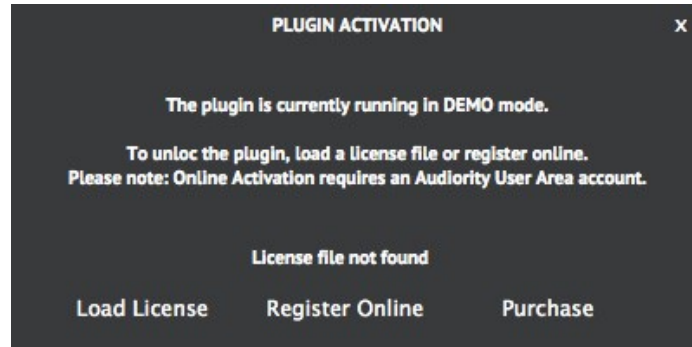 PLUGIN ACTIVATION x
The plugin is currently running in DEMO mode.
To unloc the plugin, load a license file or register online.
Please note: Online Activation requires an Audiority User Area account.
License file not found
Load License Register Online Purchase